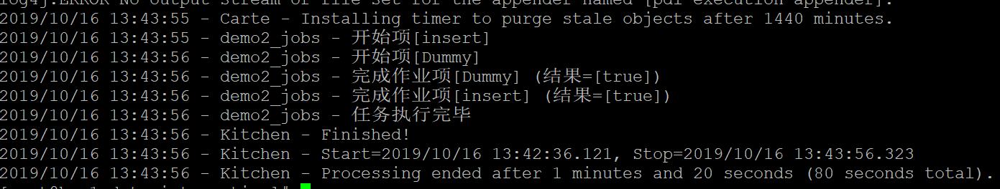 log4j:ERROR No output stream or file set for the appender named [pdi-execution-appender].
2019/10/16 13:43:55 - Carte - Installing timer to purge stale objects after 1440 minutes.
2019/10/16 13:43:55 - demo2_jobs - 开始项[insert]
2019/10/16 13:43:56 - demo2_jobs - 开始项[Dummy]
2019/10/16 13:43:56 - demo2_jobs - 完成作业项[Dummy] (结果=[true])
2019/10/16 13:43:56 - demo2_jobs - 完成作业项[insert] (结果=[true])
2019/10/16 13:43:56 - demo2_jobs - 任务执行完毕
2019/10/16 13:43:56 - Kitchen - Finished!
2019/10/16 13:43:56 - Kitchen - Start=2019/10/16 13:42:36.121, Stop=2019/10/16 13:43:56.323
2019/10/16 13:43:56 - Kitchen - Processing ended after 1 minutes and 20 seconds (80 seconds total).